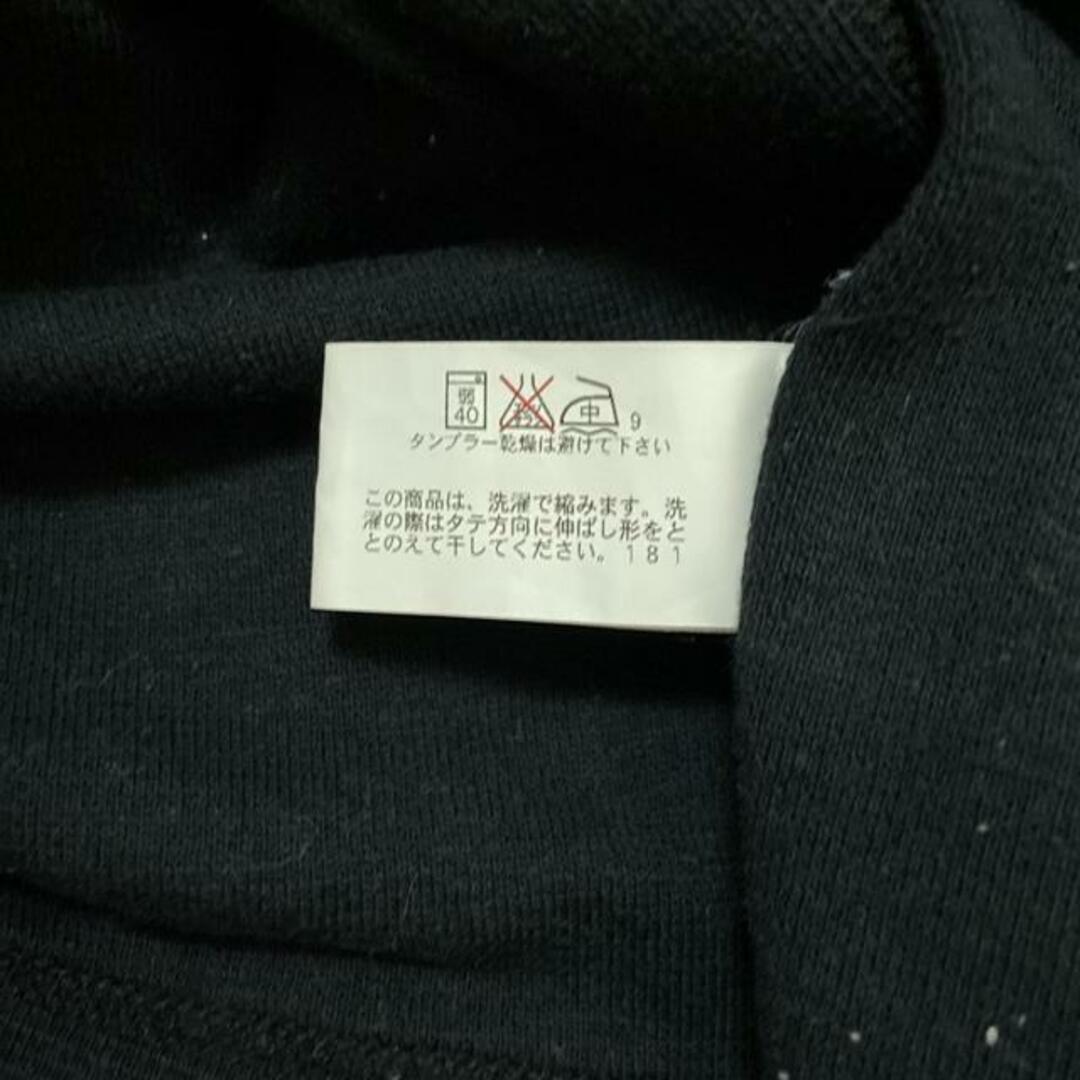 弱 中
40 9
タンブラー乾燥は避けて下さい
この商品は、洗濯で縮みます。洗
濯の際はタテ方向に伸ばし形をと
とのえて干してください。181